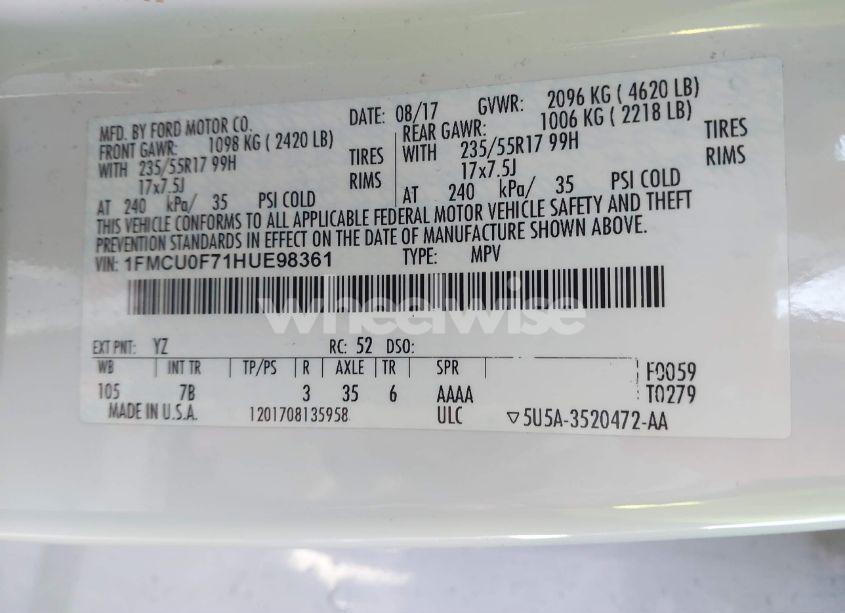 MFD. BY FORD MOTOR CO.
DATE: 08/17 GVWR: 2096 KG ( 4620 LB)
FRONT GAWR: 1098 KG ( 2420 LB)
REAR GAWR: 1006 KG ( 2218 LB)
WITH 235/55R17 99H TIRES
WITH 235/55R17 99H TIRES
17x7.5J RIMS
17x7.5J RIMS
AT 240 kPa/ 35 PSI COLD
AT 240 kPa/ 35 PSI COLD
THIS VEHICLE CONFORMS TO ALL APPLICABLE FEDERAL MOTOR VEHICLE SAFETY AND THEFT
PREVENTION STANDARDS IN EFFECT ON THE DATE OF MANUFACTURE SHOWN ABOVE.
VIN: 1FMCU0F71HUE98361 TYPE: MPV
wheelwise
EXT PNT: YZ RC: 52 DSO:
WB INT TR TP/PS R AXLE TR SPR
105 7B 3 35 6 AAAA
F0059
T0279
MADE IN U.S.A. 1201708135958 ULC ▽5U5A-3520472-AA